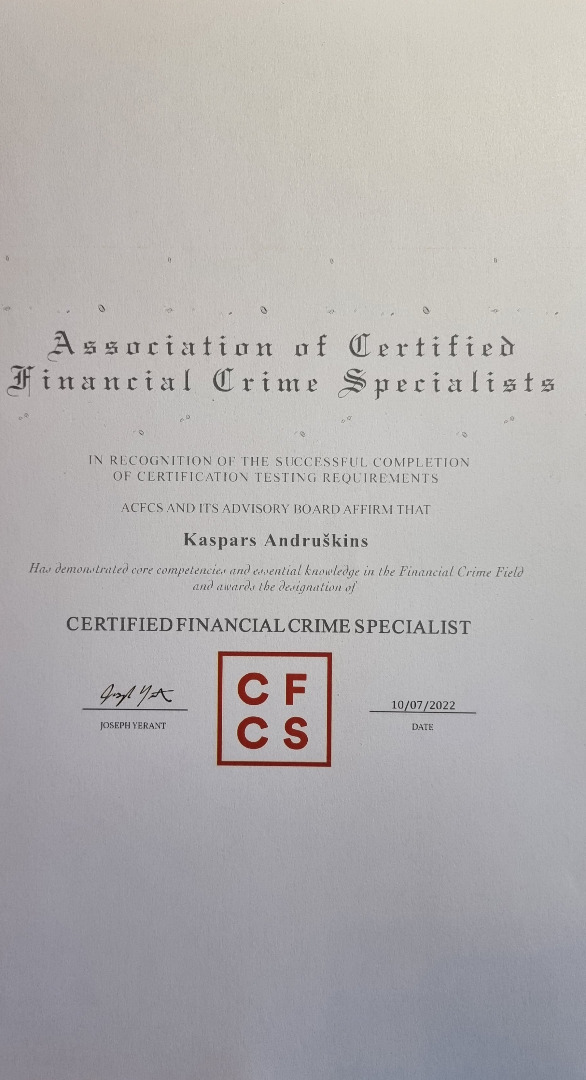 Association of Certified
Financial Crime Specialists
IN RECOGNITION OF THE SUCCESSFUL COMPLETION
OF CERTIFICATION TESTING REQUIREMENTS
ACFCS AND ITS ADVISORY BOARD AFFIRM THAT
Kaspars Andruškins
Has demonstrated core competencies and essential knowledge in the Financial Crime Field
and awards the designation of
CERTIFIED FINANCIAL CRIME SPECIALIST
C F
C S
JOSEPH YERANT
10/07/2022
DATE